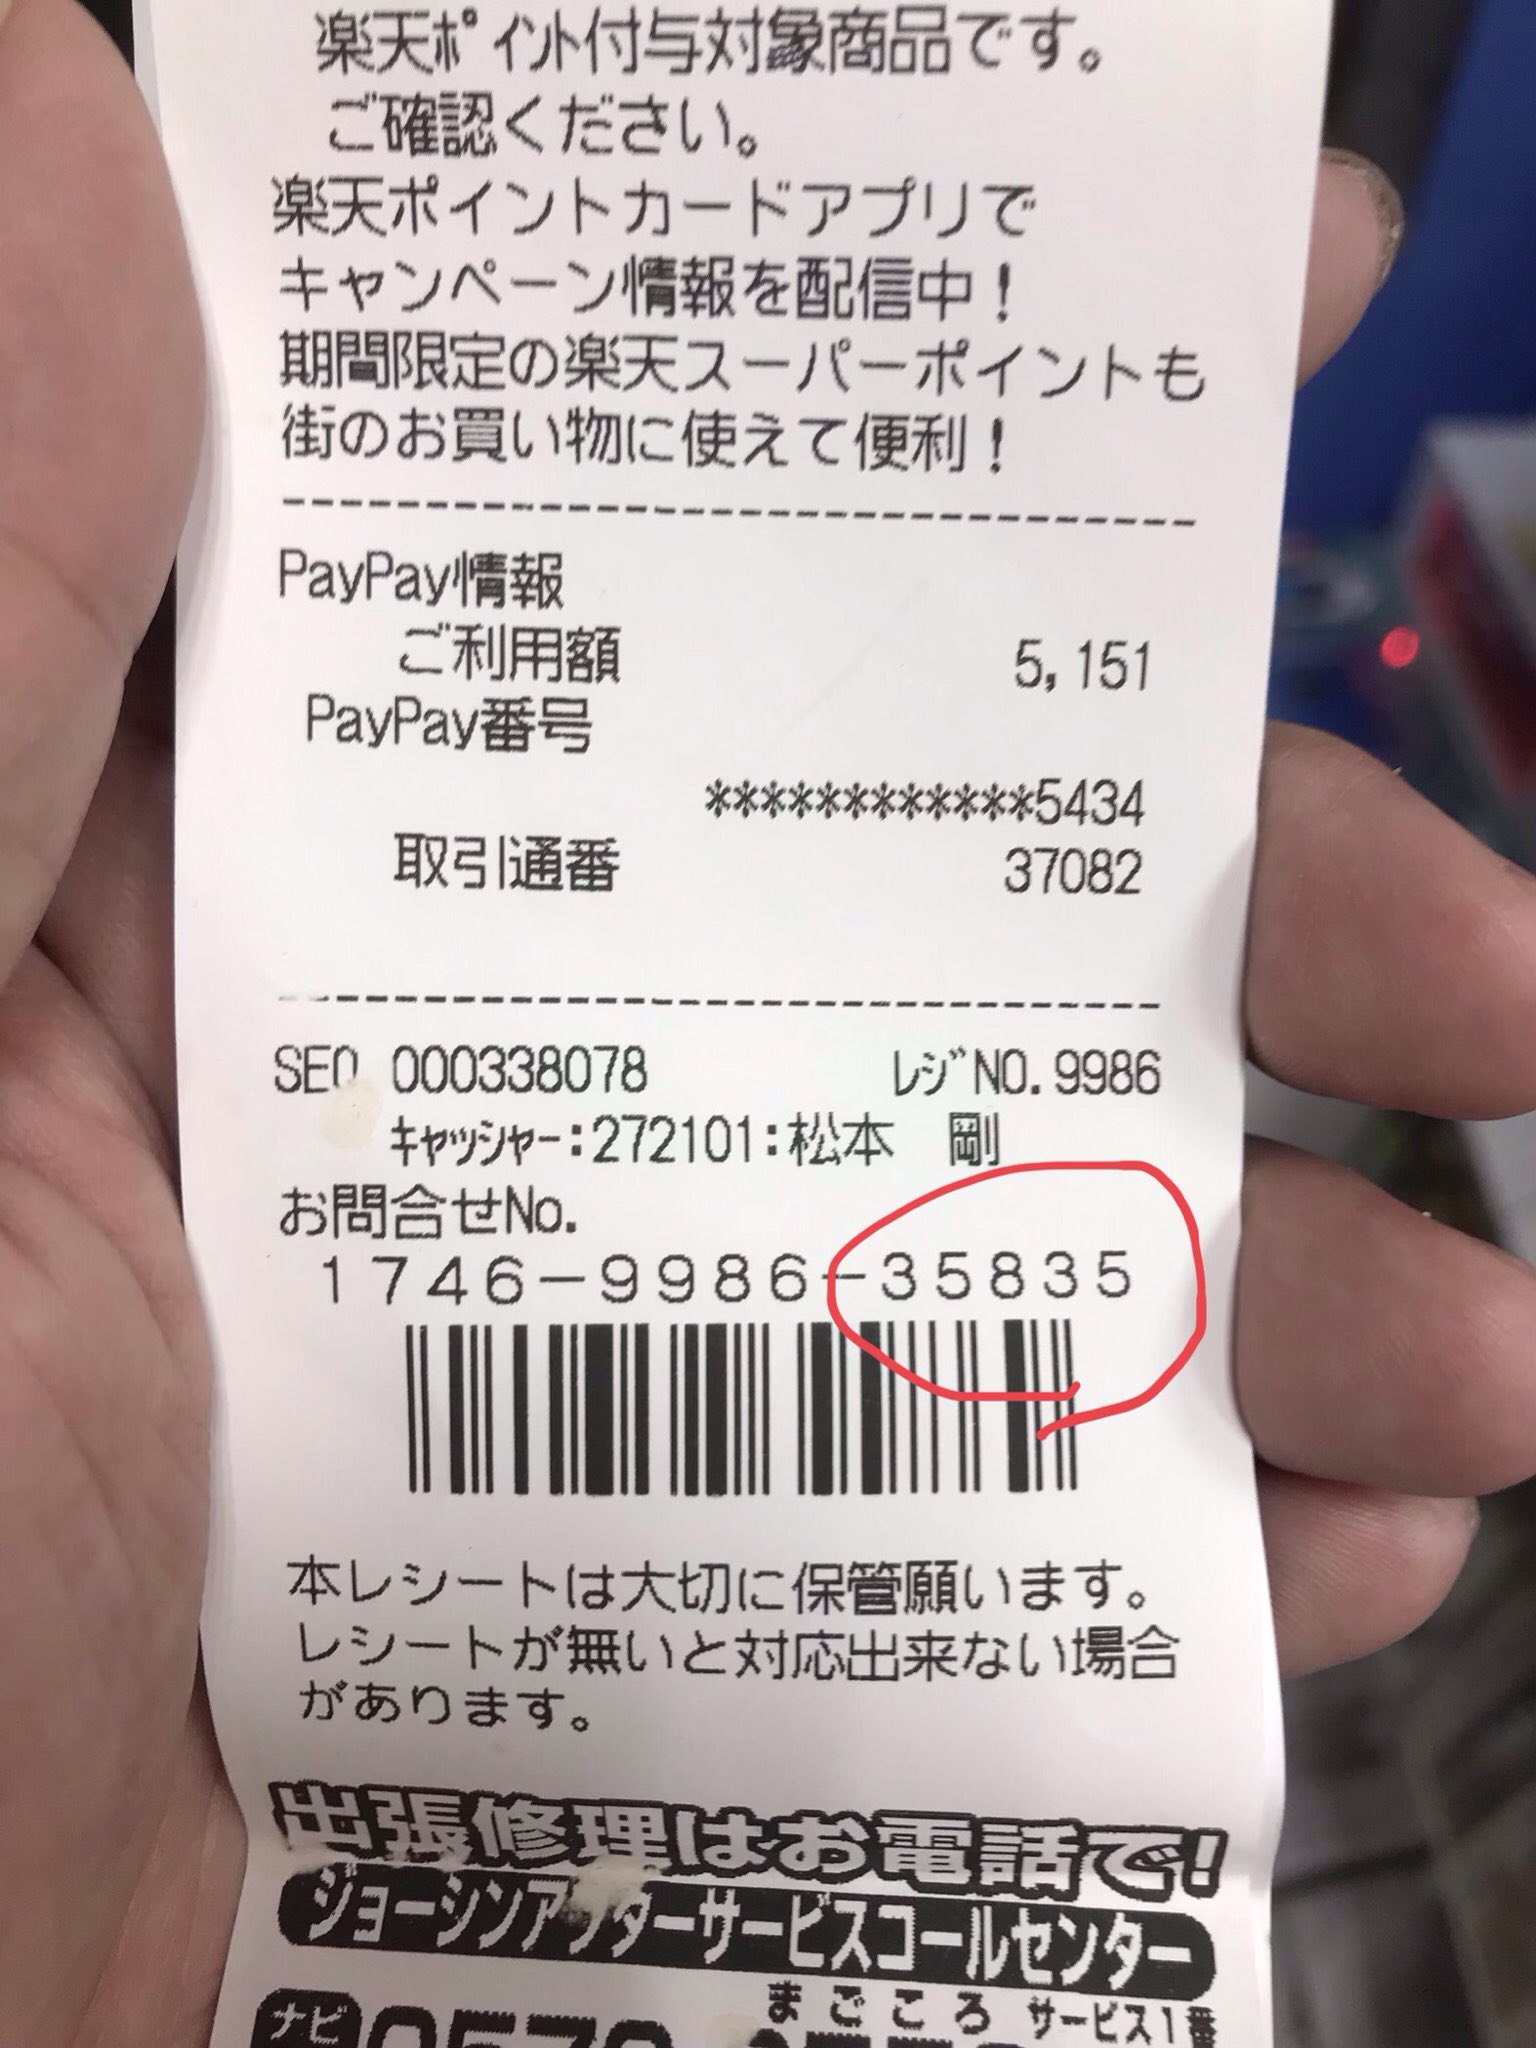 楽天ポイント付与対象商品です。
ご確認ください。
楽天ポイントカードアプリで
キャンペーン情報を配信中！
期間限定の楽天スーパーポイントも
街のお買い物に使えて便利！
--------------------------------
PayPay情報
ご利用額 5,151
PayPay番号
************5434
取引通番 37082
--------------------------------
SEQ 000338078 ﾚｼﾞNO.9986
ｷｬｯｼｬｰ:272101:松本 剛
お問合せNo.
1746-9986-35835
本レシートは大切に保管願います。
レシートが無いと対応出来ない場合
があります。
出張修理はお電話で!
ジョーシンアフターサービスコールセンター
まごころ サービス1番
ナビ 0570